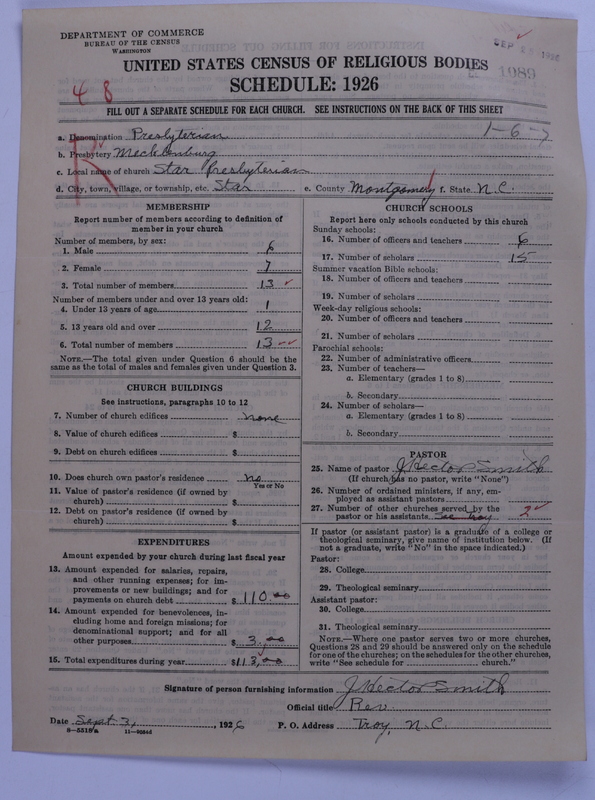 DEPARTMENT OF COMMERCE
BUREAU OF THE CENSUS
WASHINGTON
SEP 25 1926
1089
UNITED STATES CENSUS OF RELIGIOUS BODIES
SCHEDULE: 1926
4 8
FILL OUT A SEPARATE SCHEDULE FOR EACH CHURCH. SEE INSTRUCTIONS ON THE BACK OF THIS SHEET
1-6-7
a. Denomination Presbyterian
b. Presbytery Mecklenburg
c. Local name of church Star Presbyterian
d. City, town, village, or township, etc. Star e. County Montgomery f. State N.C.
R
MEMBERSHIP
Report number of members according to definition of
member in your church
Number of members, by sex:
1. Male 6
2. Female 7
3. Total number of members 13
Number of members under and over 13 years old:
4. Under 13 years of age 1
5. 13 years old and over 12
6. Total number of members 13
NOTE.—The total given under Question 6 should be the
same as the total of males and females given under Question 3.
CHURCH BUILDINGS
See instructions, paragraphs 10 to 12
7. Number of church edifices none
8. Value of church edifices $
9. Debt on church edifices $
10. Does church own pastor's residence No
Yes or No
11. Value of pastor's residence (if owned by
church) $
12. Debt on pastor's residence (if owned by
church) $
EXPENDITURES
Amount expended by your church during last fiscal year
13. Amount expended for salaries, repairs,
and other running expenses; for im-
provements or new buildings; and for
payments on church debt $ 110.00
14. Amount expended for benevolences, in-
cluding home and foreign missions; for
denominational support; and for all
other purposes $ 3.00
15. Total expenditures during year $113.00
CHURCH SCHOOLS
Report here only schools conducted by this church
Sunday schools:
16. Number of officers and teachers 6
17. Number of scholars 15
Summer vacation Bible schools:
18. Number of officers and teachers
19. Number of scholars
Week-day religious schools:
20. Number of officers and teachers
21. Number of scholars
Parochial schools:
22. Number of administrative officers
23. Number of teachers—
a. Elementary (grades 1 to 8)
b. Secondary
24. Number of scholars—
a. Elementary (grades 1 to 8)
b. Secondary
PASTOR
25. Name of pastor J Hector Smith
(If church has no pastor, write "None")
26. Number of ordained ministers, if any, em-
ployed as assistant pastors
27. Number of other churches served by the
pastor or his assistants See Troy 2
If pastor (or assistant pastor) is a graduate of a college or
theological seminary, give name of institution below. (If
not a graduate, write "No" in the space indicated.)
Pastor:
28. College
29. Theological seminary
Assistant pastor:
30. College
31. Theological seminary
NOTE.—Where one pastor serves two or more churches,
Questions 28 and 29 should be answered only on the schedule
for one of the churches; on the schedules for the other churches,
write "See schedule for church."
Signature of person furnishing information J Hector Smith
Official title Rev.
Date Sept 3, , 1926 P. O. Address Troy, N.C.
8-5518a